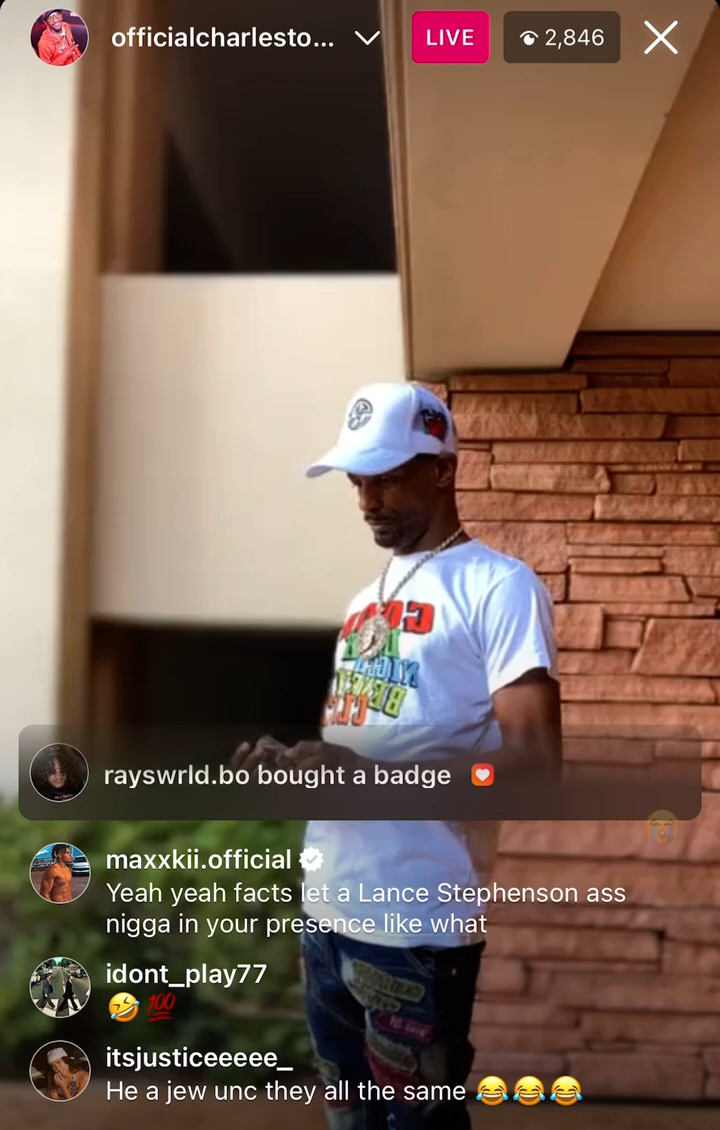 officialcharlesto...
LIVE
2,846
rayswrld.bo bought a badge
maxxkii.official
Yeah yeah facts let a Lance Stephenson ass
nigga in your presence like what
idont_play77
🤣 💯
itsjusticeeeee_
He a jew unc they all the same 😂😂😂